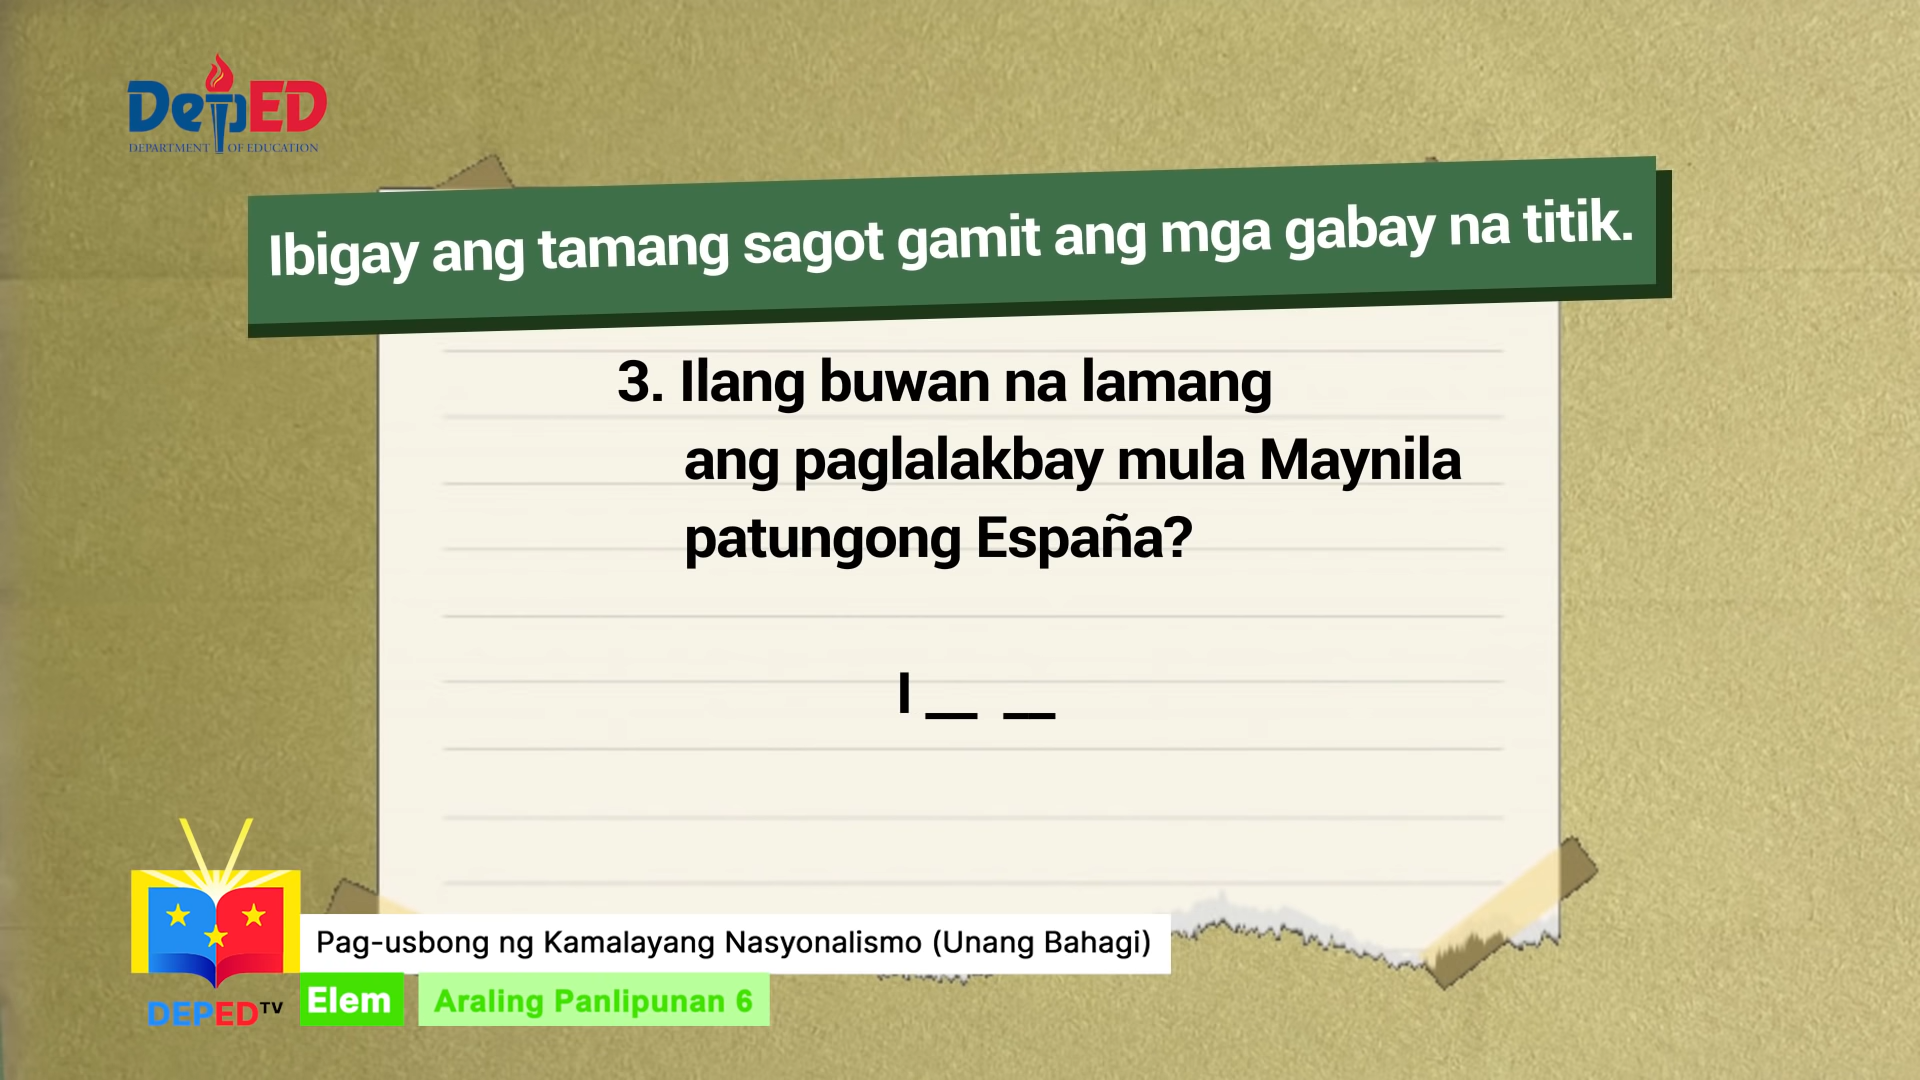 DepED
DEPARTMENT OF EDUCATION
Ibigay ang tamang sagot gamit ang mga gabay na titik.
3. Ilang buwan na lamang
ang paglalakbay mula Maynila
patungong España?
I __ __
Pag-usbong ng Kamalayang Nasyonalismo (Unang Bahagi)
DEPED TV
Elem
Araling Panlipunan 6